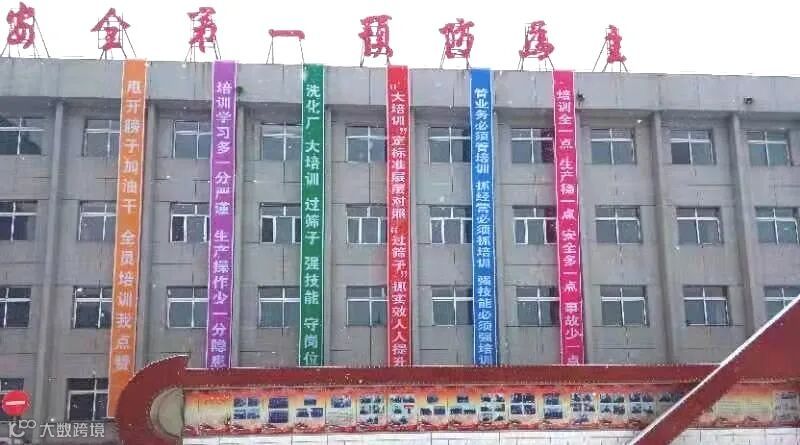 安全第一预防为主
甩开膀子加油干 全员培训我点赞
培训学习多一分严谨 生产操作少一分隐患
洗化厂 大培训 过筛子 强技能 守岗位
“大培训”定标准层层对照 “过筛子”抓实效人人提升
管业务必须管培训 抓经营必须抓培训 强技能必须强培训
培训全一点 生产稳一点 安全多一点 事故少一点
大数跨境